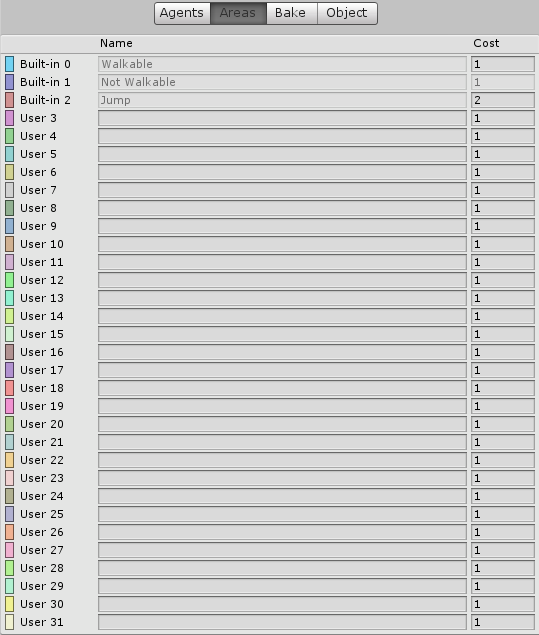 Agents Areas Bake Object
Name Cost
Built-in 0 Walkable 1
Built-in 1 Not Walkable 1
Built-in 2 Jump 2
User 3 1
User 4 1
User 5 1
User 6 1
User 7 1
User 8 1
User 9 1
User 10 1
User 11 1
User 12 1
User 13 1
User 14 1
User 15 1
User 16 1
User 17 1
User 18 1
User 19 1
User 20 1
User 21 1
User 22 1
User 23 1
User 24 1
User 25 1
User 26 1
User 27 1
User 28 1
User 29 1
User 30 1
User 31 1